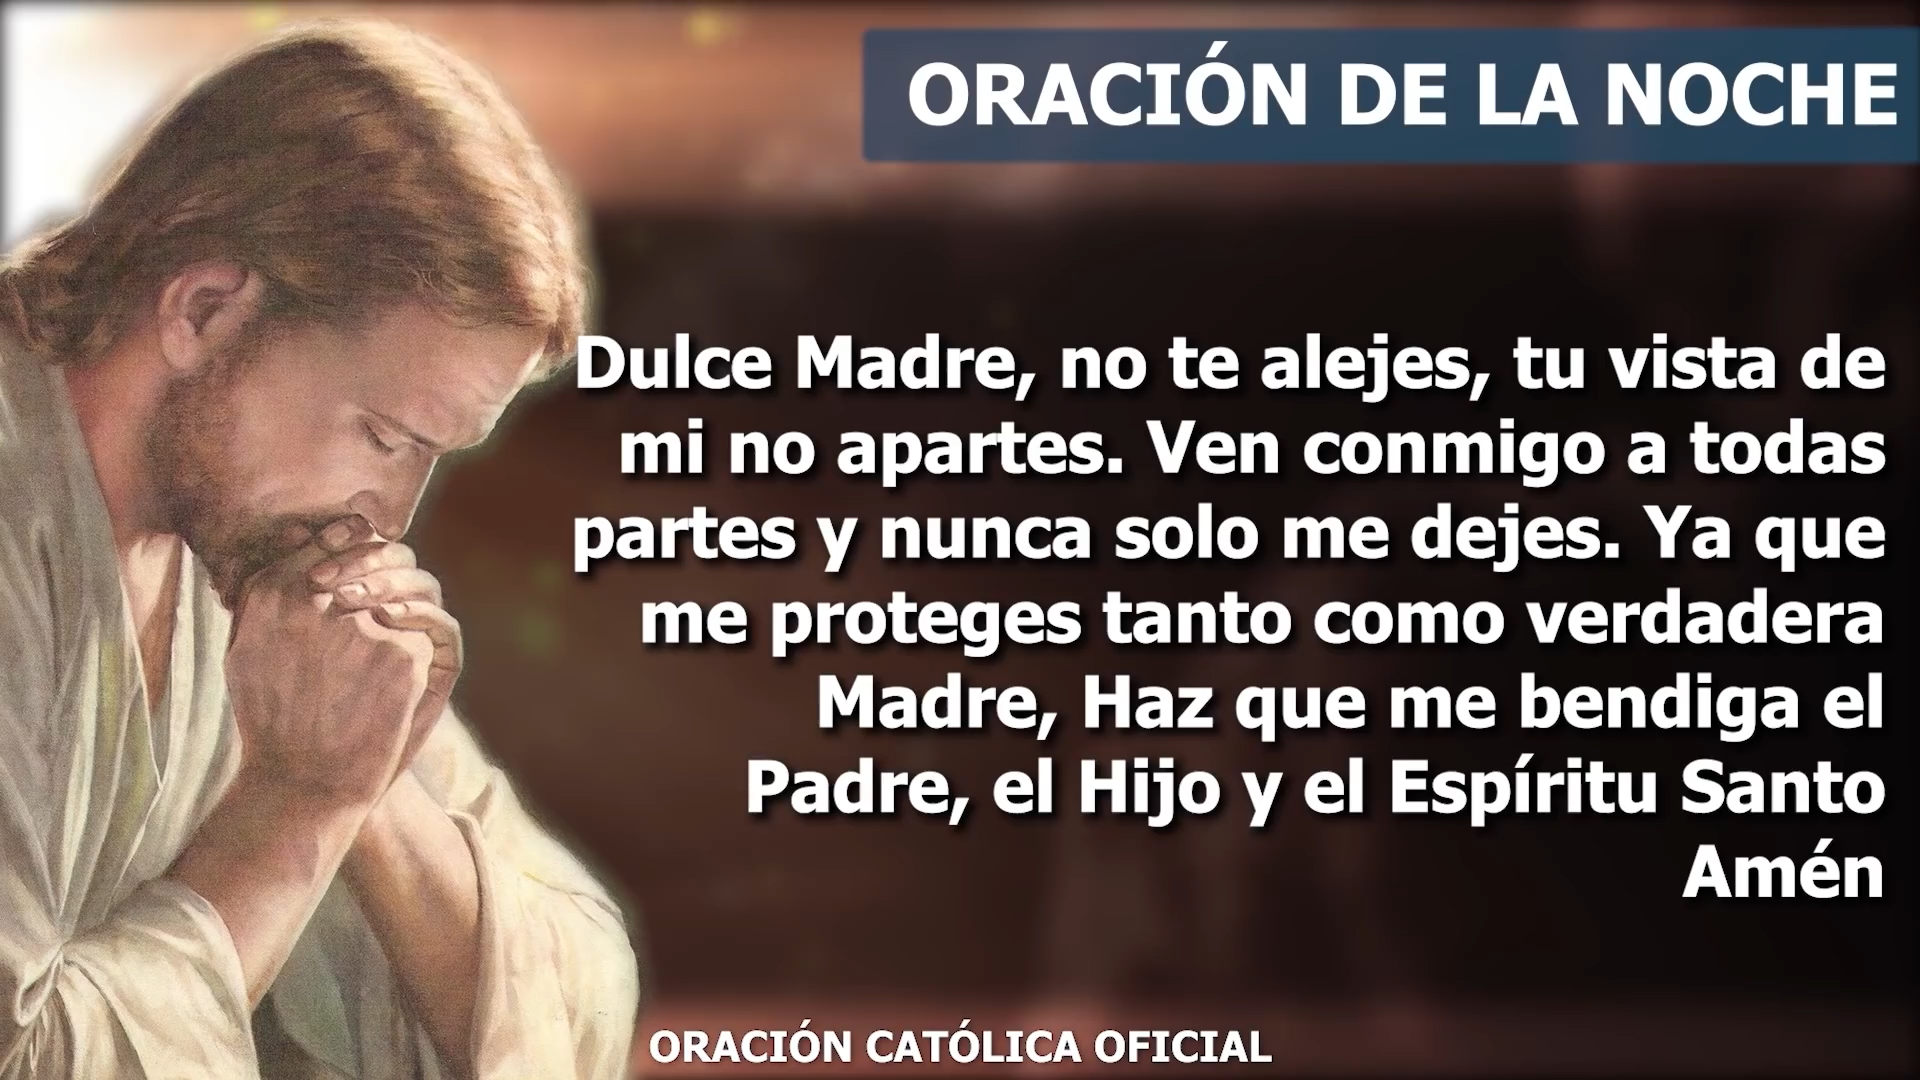 ORACIÓN DE LA NOCHE
Dulce Madre, no te alejes, tu vista de
mi no apartes. Ven conmigo a todas
partes y nunca solo me dejes. Ya que
me proteges tanto como verdadera
Madre, Haz que me bendiga el
Padre, el Hijo y el Espíritu Santo
Amén
ORACIÓN CATÓLICA OFICIAL